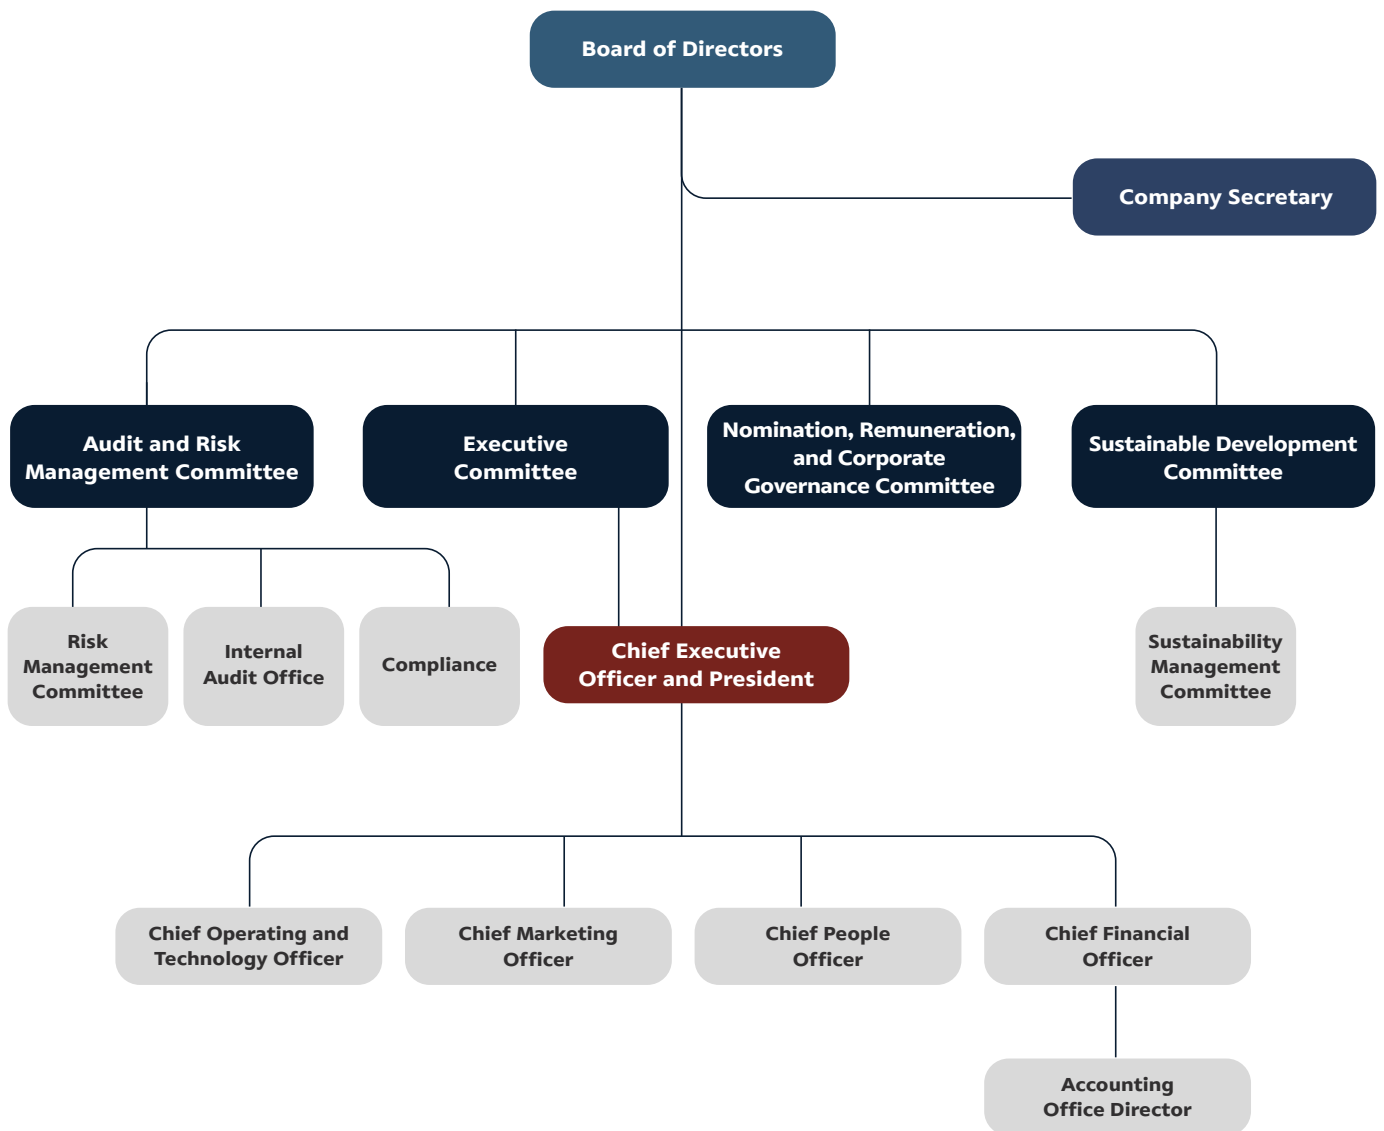 Board of Directors
Company Secretary
Audit and Risk
Management Committee
Executive
Committee
Nomination, Remuneration,
and Corporate
Governance Committee
Sustainable Development
Committee
Risk
Management
Committee
Internal
Audit Office
Compliance
Chief Executive
Officer and President
Sustainability
Management
Committee
Chief Operating and
Technology Officer
Chief Marketing
Officer
Chief People
Officer
Chief Financial
Officer
Accounting
Office Director